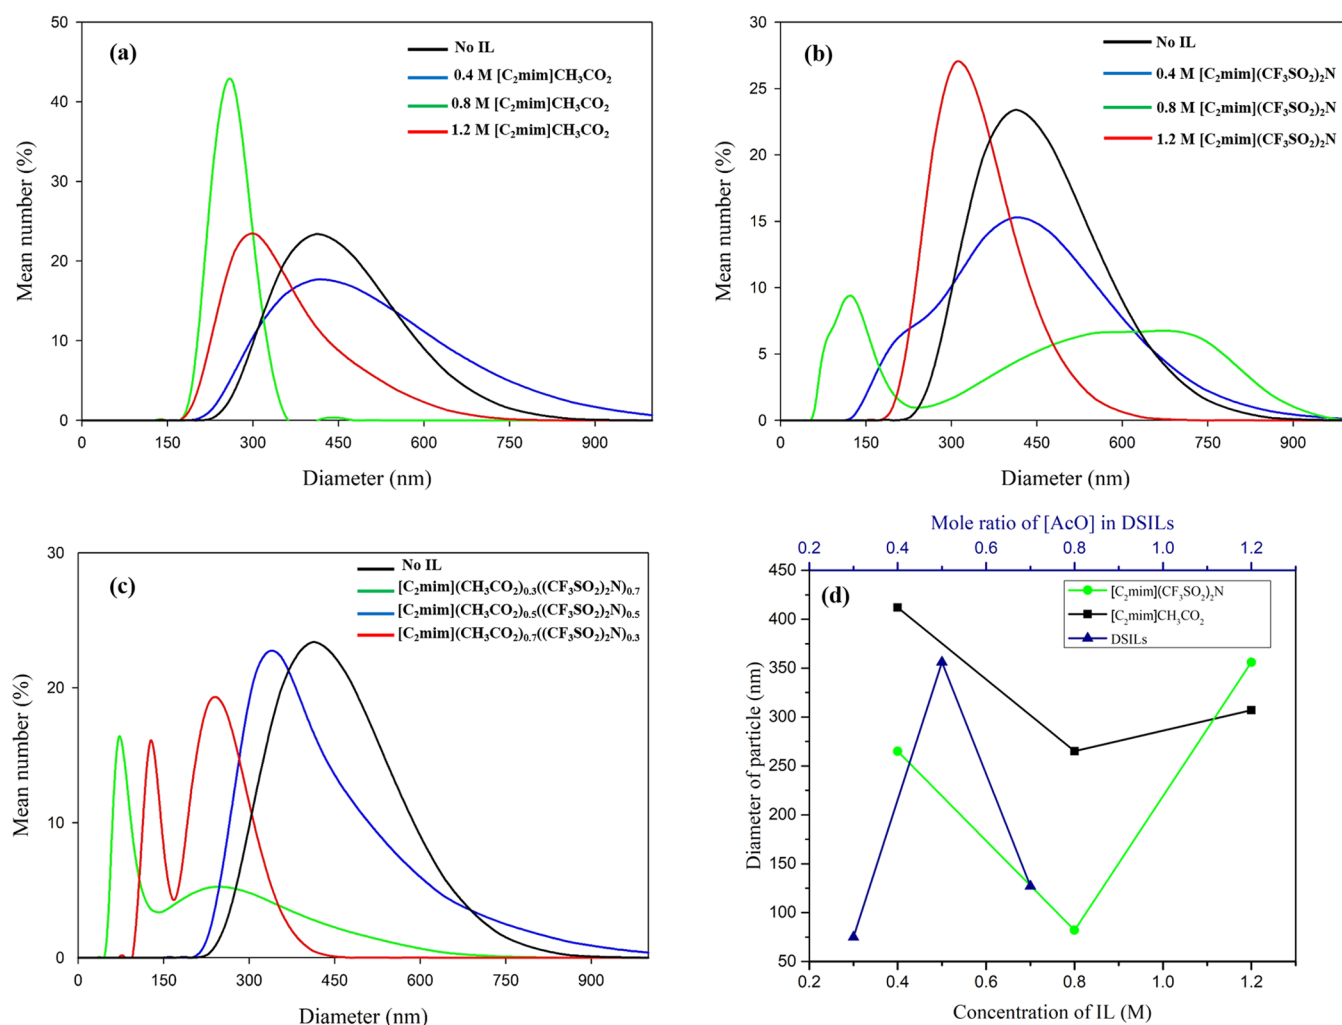 (a)
No IL
0.4 M [C₂mim]CH₃CO₂
0.8 M [C₂mim]CH₃CO₂
1.2 M [C₂mim]CH₃CO₂
50
40
30
20
10
0
Mean number (%)
0 150 300 450 600 750 900
Diameter (nm)
(b)
No IL
0.4 M [C₂mim](CF₃SO₂)₂N
0.8 M [C₂mim](CF₃SO₂)₂N
1.2 M [C₂mim](CF₃SO₂)₂N
30
25
20
15
10
5
0
Mean number (%)
0 150 300 450 600 750 900
Diameter (nm)
(c)
No IL
[C₂mim](CH₃CO₂)₀.₃((CF₃SO₂)₂N)₀.₇
[C₂mim](CH₃CO₂)₀.₅((CF₃SO₂)₂N)₀.₅
[C₂mim](CH₃CO₂)₀.₇((CF₃SO₂)₂N)₀.₃
30
20
10
0
Mean number (%)
0 150 300 450 600 750 900
Diameter (nm)
Mole ratio of [AcO] in DSILs
0.2 0.4 0.6 0.8 1.0 1.2
(d)
[C₂mim](CF₃SO₂)₂N
[C₂mim]CH₃CO₂
DSILs
450
400
350
300
250
200
150
100
50
Diameter of particle (nm)
0.2 0.4 0.6 0.8 1.0 1.2
Concentration of IL (M)